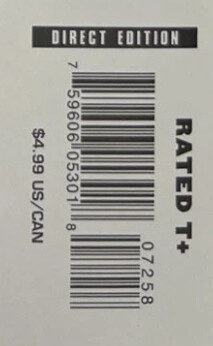 DIRECT EDITION
RATED T+
07258
7 59606 05301 8
$4.99 US/CAN